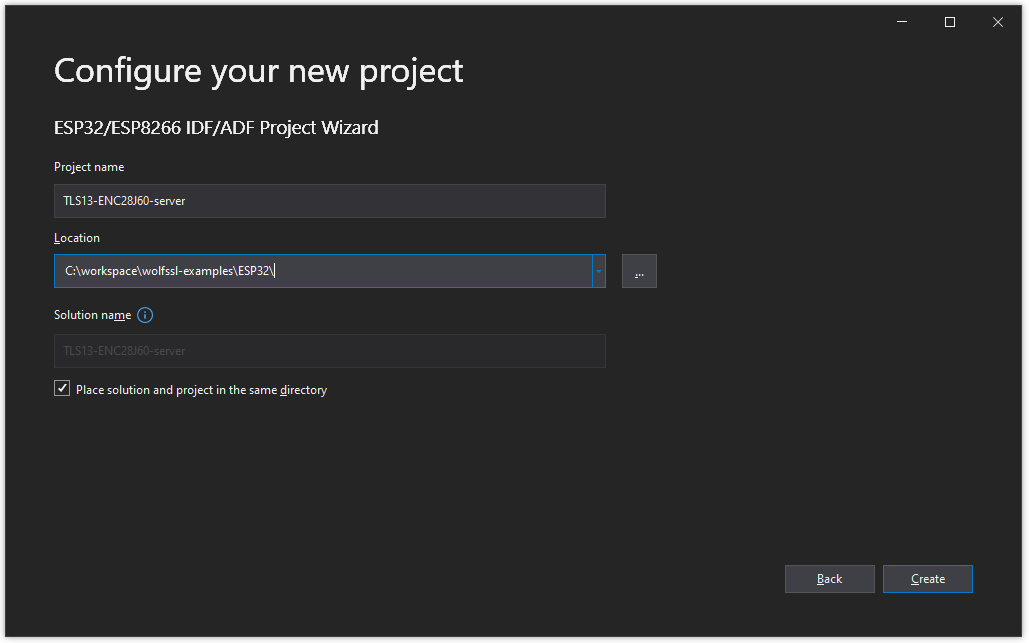 Configure your new project
ESP32/ESP8266 IDF/ADF Project Wizard
Project name
TLS13-ENC28J60-server
Location
C:\workspace\wolfssl-examples\ESP32\
...
Solution name
TLS13-ENC28J60-server
Place solution and project in the same directory
Back
Create